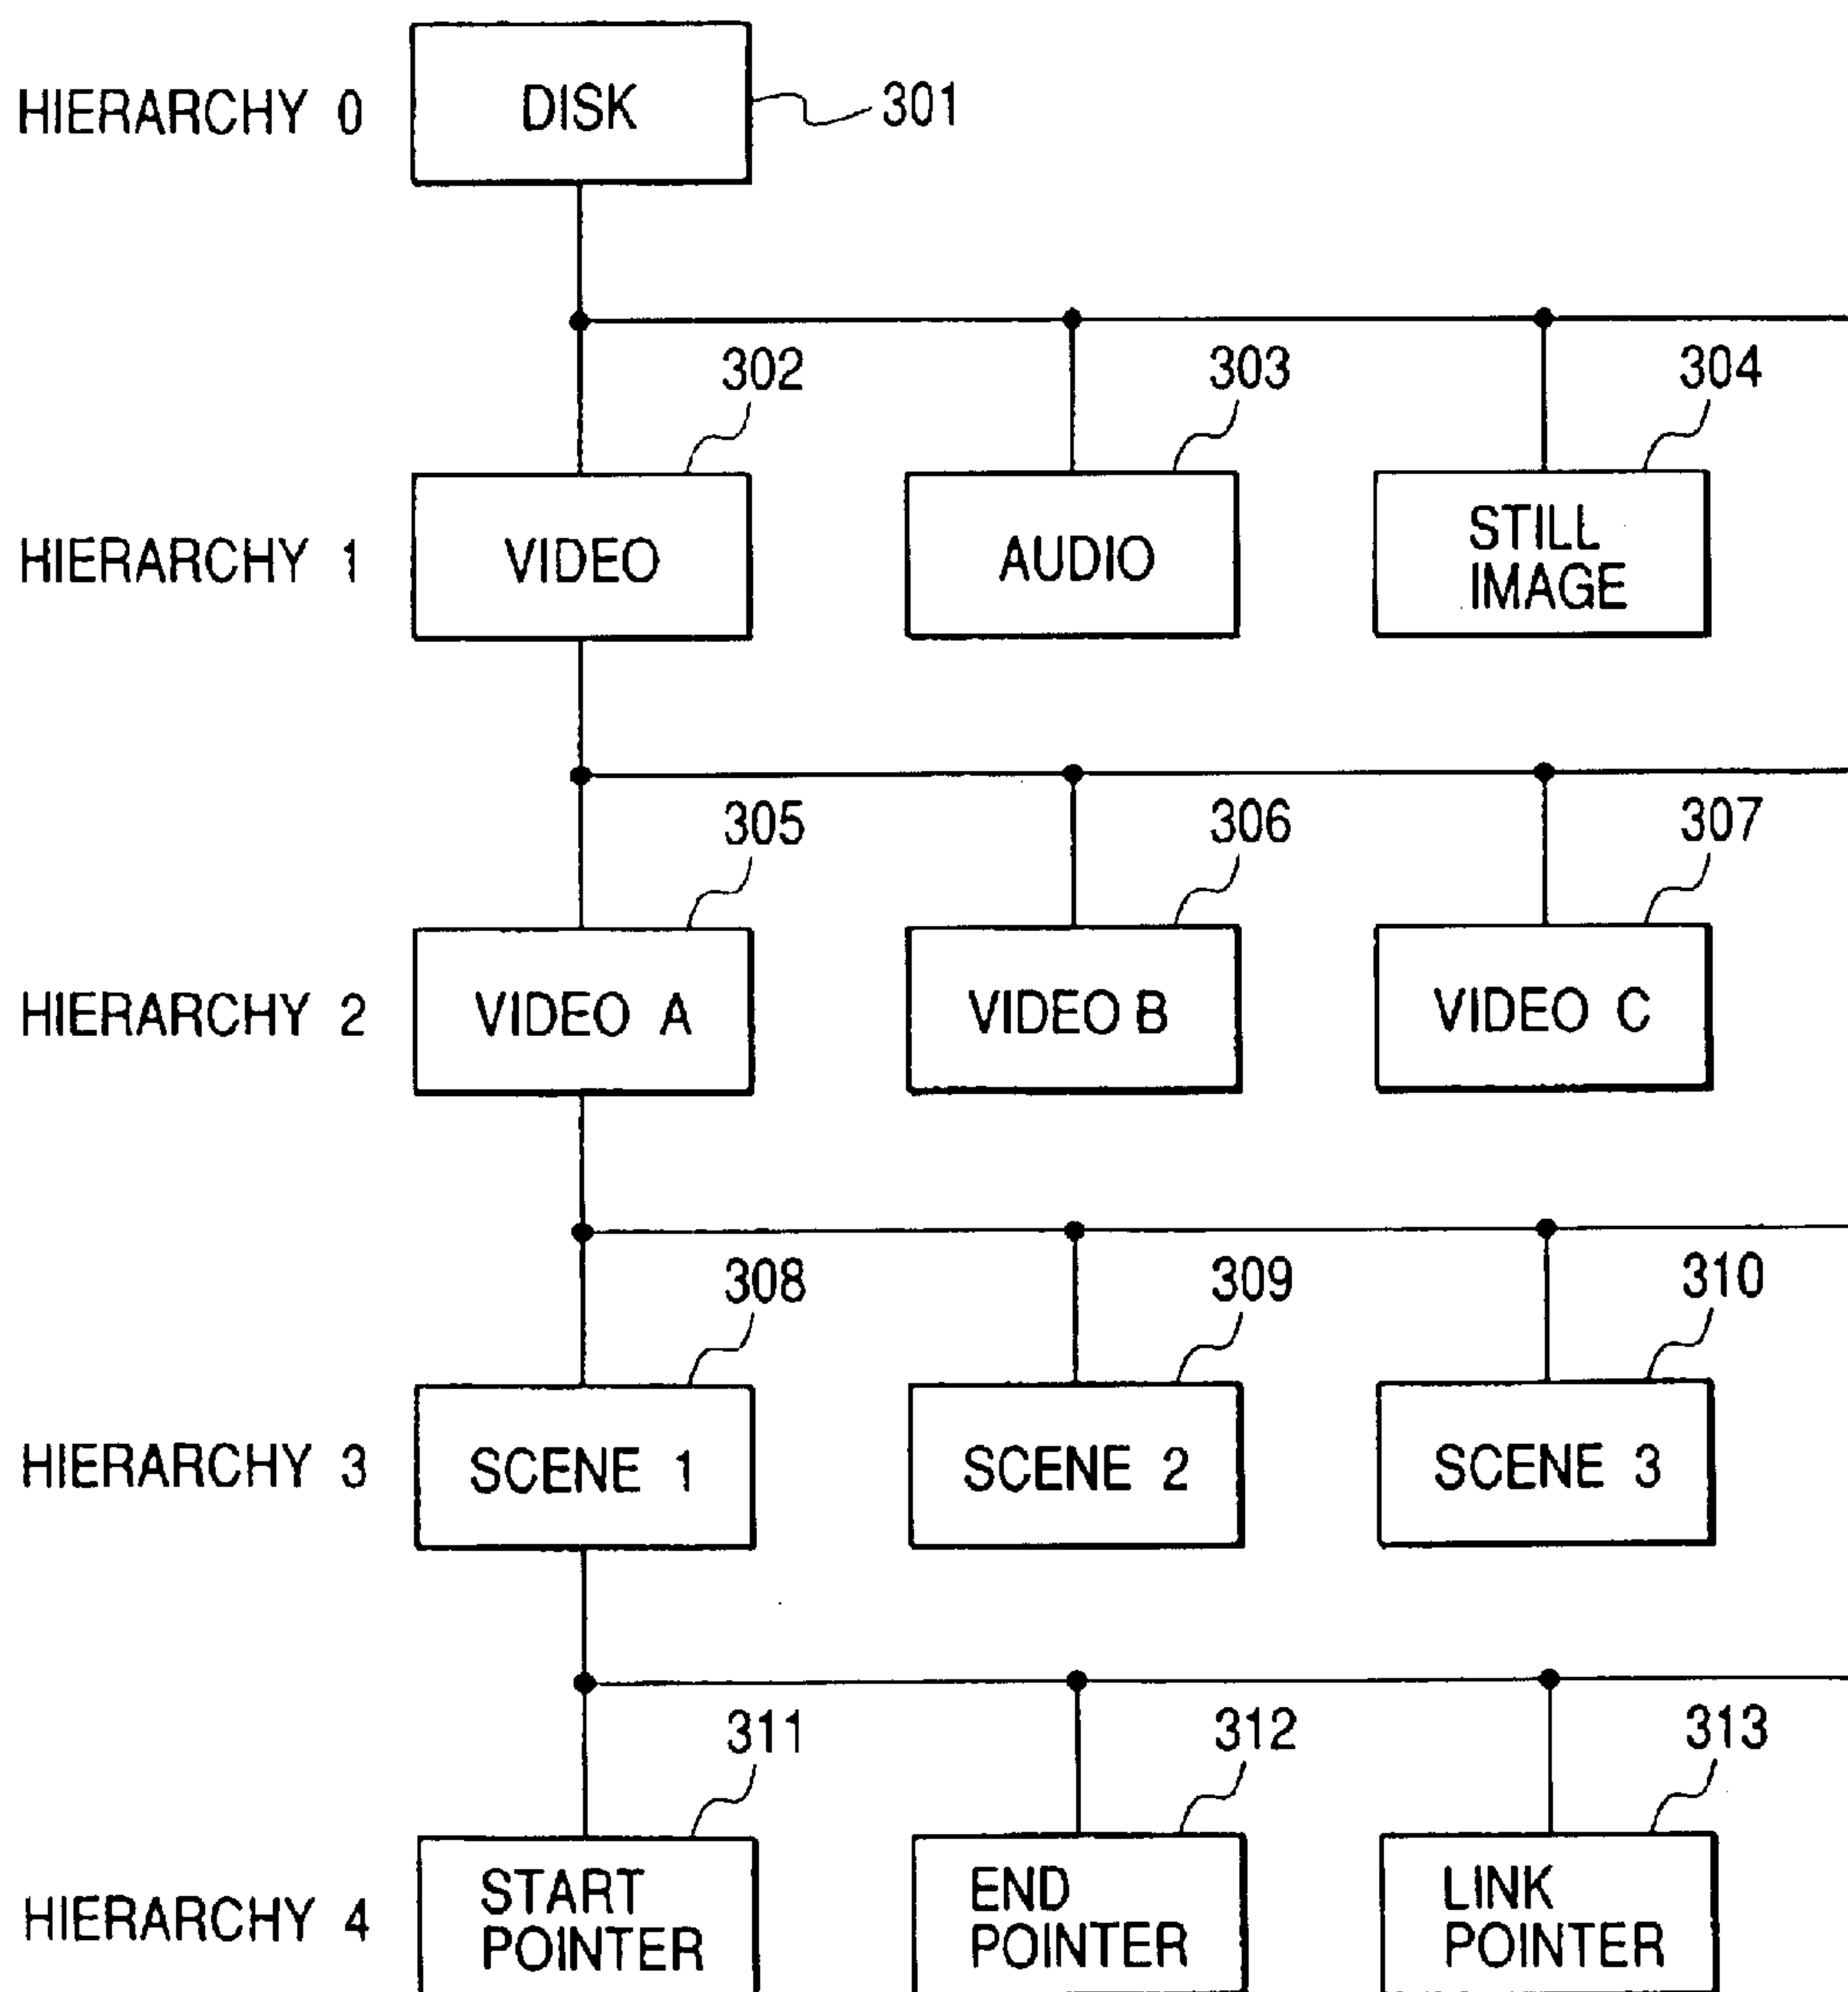 HIERARCHY 0
DISK
301
302
303
304
HIERARCHY 1
VIDEO
AUDIO
STILL
IMAGE
305
306
307
HIERARCHY 2
VIDEO A
VIDEO B
VIDEO C
308
309
310
HIERARCHY 3
SCENE 1
SCENE 2
SCENE 3
311
312
313
HIERARCHY 4
START
POINTER
END
POINTER
LINK
POINTER